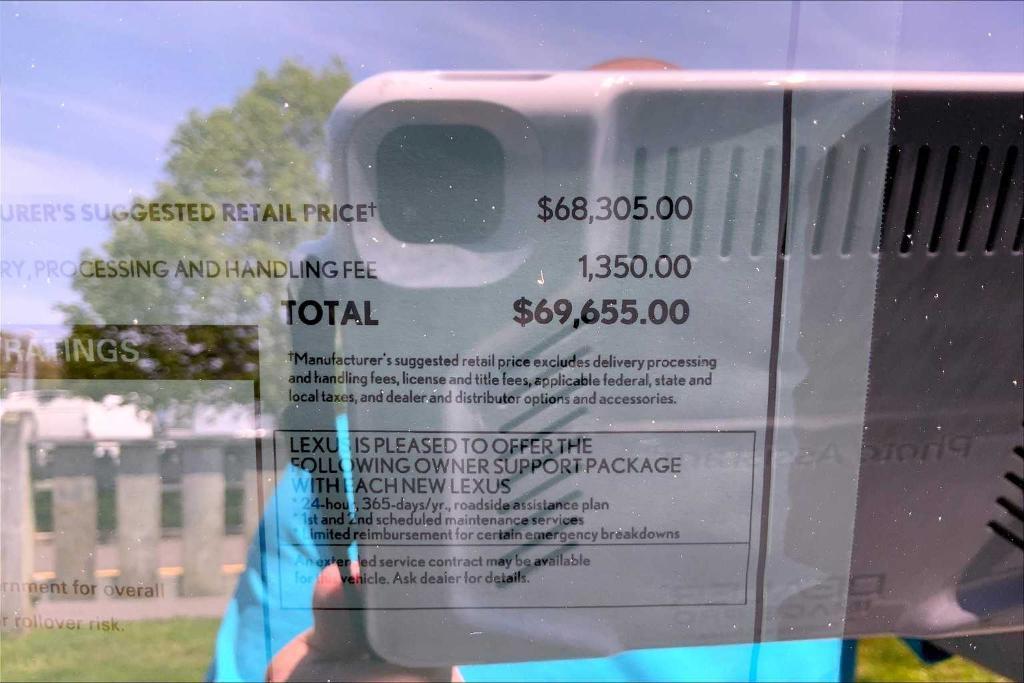 URER'S SUGGESTED RETAIL PRICE† $68,305.00
RY, PROCESSING AND HANDLING FEE 1,350.00
TOTAL $69,655.00
RATINGS
†Manufacturer's suggested retail price excludes delivery processing
and handling fees, license and title fees, applicable federal, state and
local taxes, and dealer and distributor options and accessories.
LEXUS IS PLEASED TO OFFER THE
FOLLOWING OWNER SUPPORT PACKAGE
WITH EACH NEW LEXUS
* 24-hour, 365-days/yr., roadside assistance plan
* 1st and 2nd scheduled maintenance services
* Limited reimbursement for certain emergency breakdowns
An extended service contract may be available
for this vehicle. Ask dealer for details.
rnment for overall
r rollover risk.